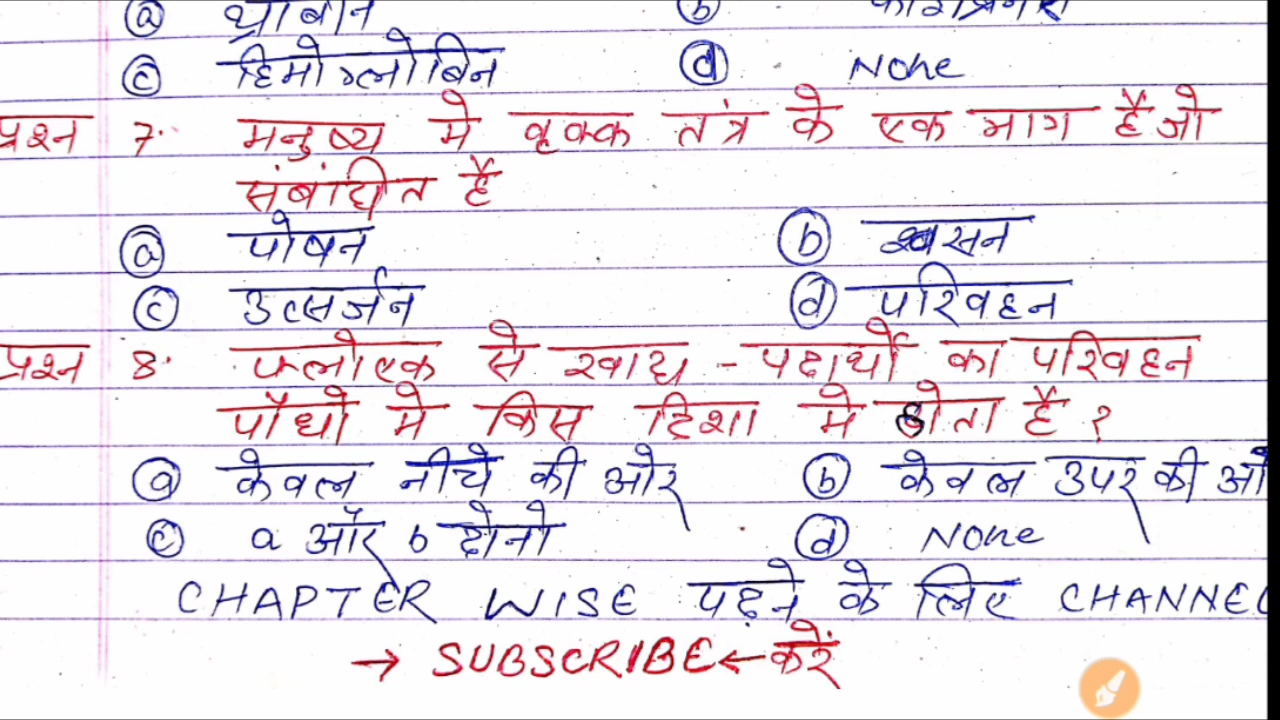 ⓐ थ्रोबीन ⓑ
ⓒ हिमोग्लोबिन ⓓ None
प्रश्न 7. मनुष्य में वृक्क तंत्र के एक भाग है जो
संबंधित है
ⓐ पोषन ⓑ श्वसन
ⓒ उत्सर्जन ⓓ परिवहन
प्रश्न 8. फ्लोएक से खाद्य - पदार्थो का परिवहन
पौंधो मे किस दिशा मे होता है ?
ⓐ केवल नीचे की ओर ⓑ केवल उपर की ओ
ⓒ a और b दोनो ⓓ None
CHAPTER WISE पढ़ने के लिए CHANNEL
→ SUBSCRIBE ← करें